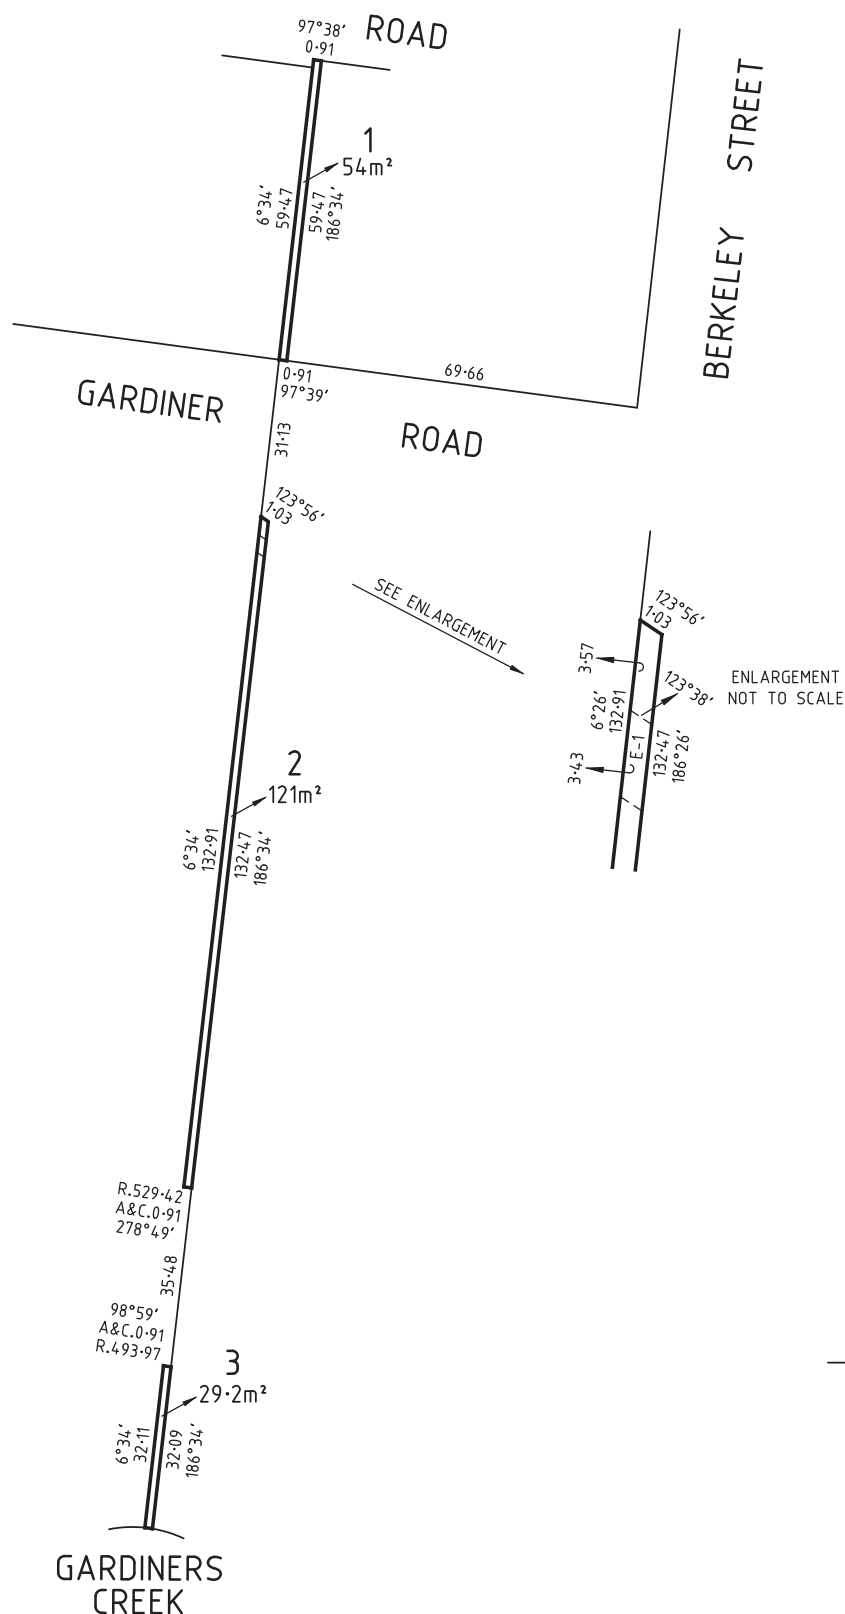 97°38′
0·91
ROAD
BERKELEY STREET
1
54m²
6°34′
59·47
59·47
186°34′
0·91
97°39′
69·66
GARDINER
ROAD
31·13
123°56′
1·03
SEE ENLARGEMENT
123°56′
1·03
3·57
123°38′
ENLARGEMENT
NOT TO SCALE
6°26′
132·91
E-1
132·47
186°26′
3·43
2
121m²
6°34′
132·91
132·47
186°34′
R.529·42
A&C.0·91
278°49′
35·48
98°59′
A&C.0·91
R.493·97
3
29·2m²
6°34′
32·11
32·09
186°34′
GARDINERS
CREEK